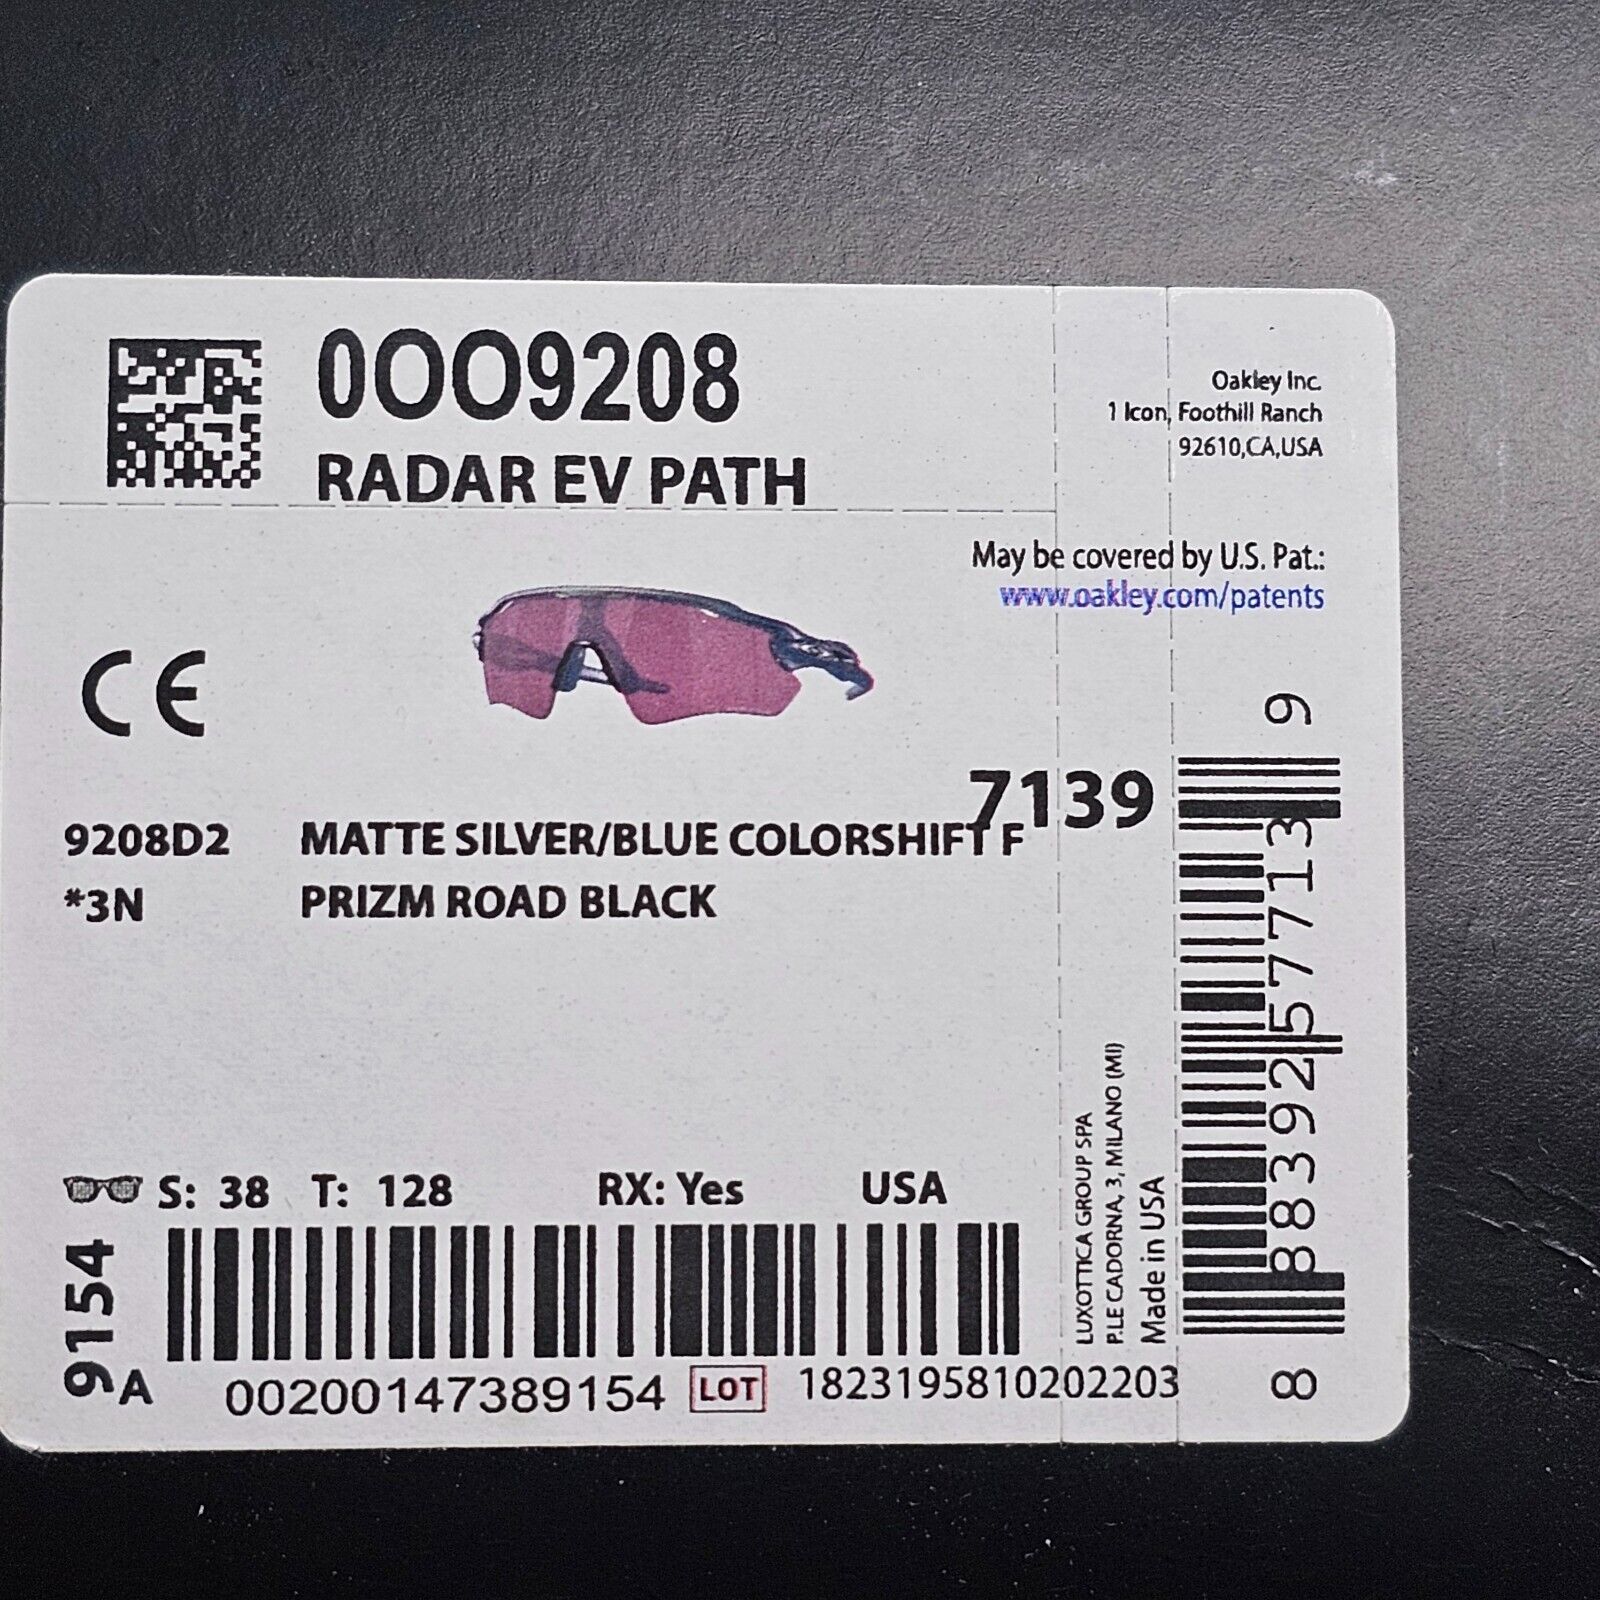 0OO9208
RADAR EV PATH
Oakley Inc.
1 Icon, Foothill Ranch
92610,CA,USA
May be covered by U.S. Pat.:
www.oakley.com/patents
CE
7139
9208D2 MATTE SILVER/BLUE COLORSHIFT F
*3N PRIZM ROAD BLACK
S: 38 T: 128 RX: Yes USA
9154
A
00200147389154 LOT 1823195810202203
LUXOTTICA GROUP SPA
P.LE CADORNA, 3, MILANO (MI)
Made in USA
8 88392 57713 9